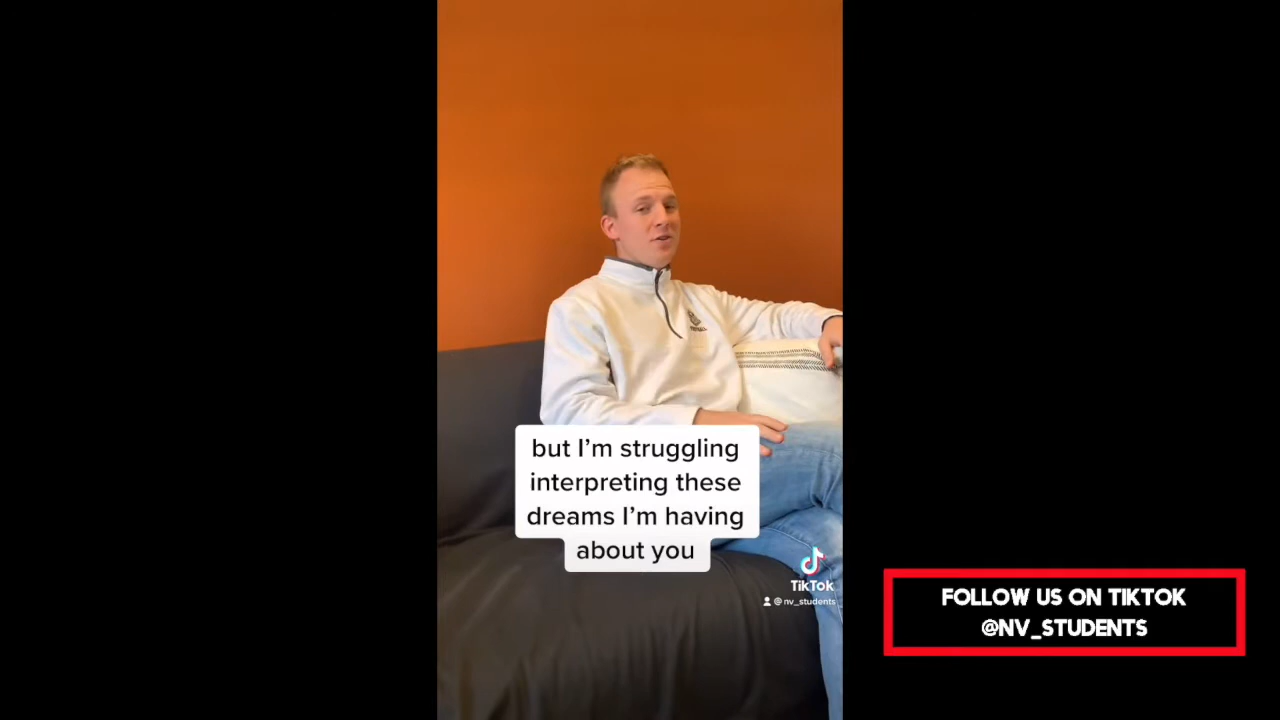 but I'm struggling
interpreting these
dreams I'm having
about you
TikTok
@ nv_students
FOLLOW US ON TIKTOK
@NV_STUDENTS